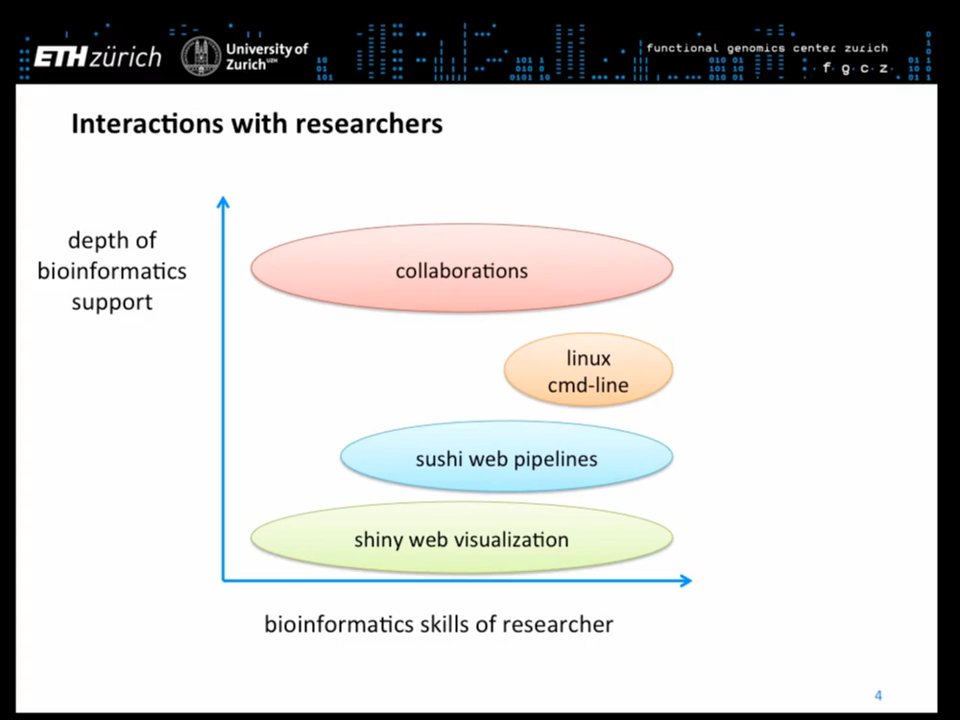 ETH zürich
University of
Zurich UZH
functional genomics center zurich
f g c z
Interactions with researchers
depth of
bioinformatics
support
collaborations
linux
cmd-line
sushi web pipelines
shiny web visualization
bioinformatics skills of researcher
4